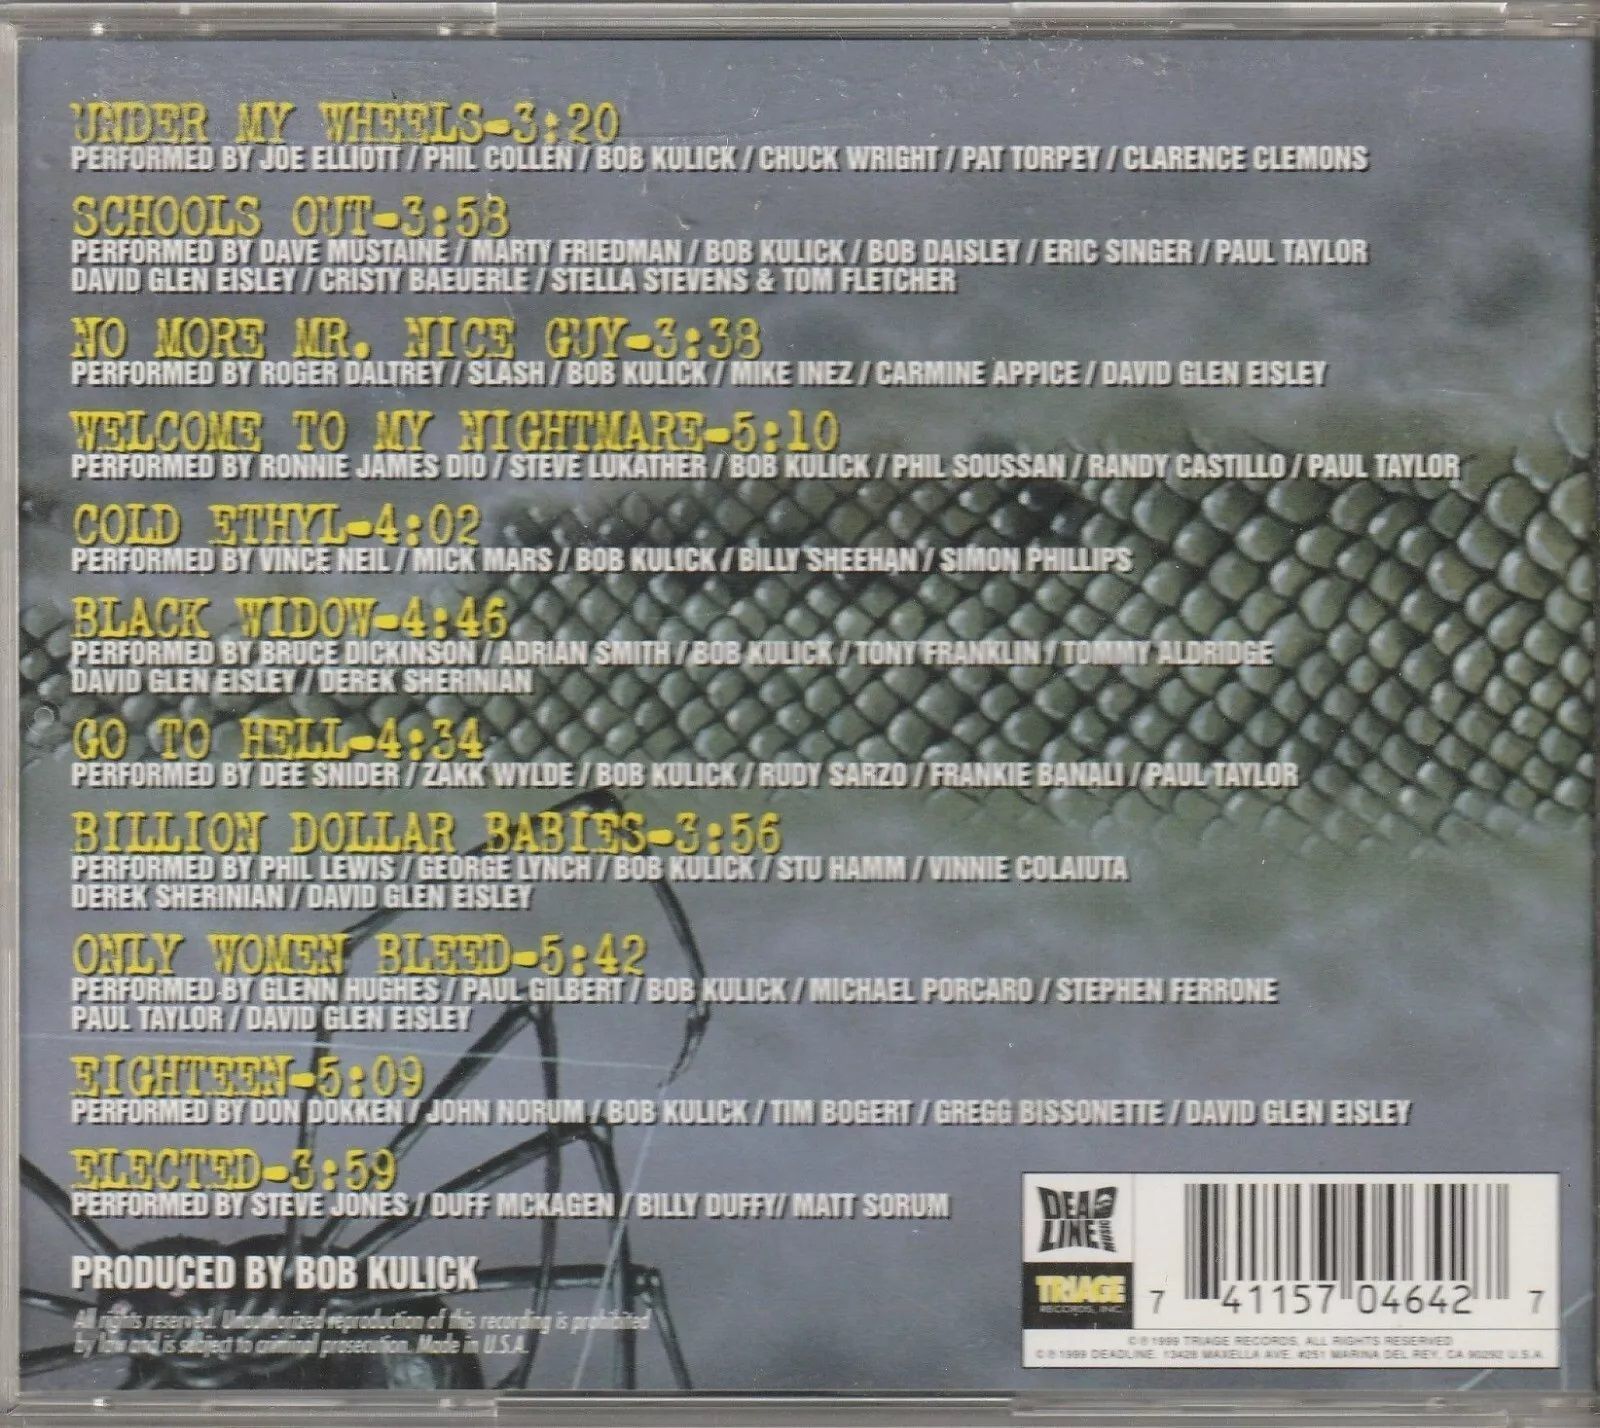 UNDER MY WHEELS-3:20
PERFORMED BY JOE ELLIOTT / PHIL COLLEN / BOB KULICK / CHUCK WRIGHT / PAT TORPEY / CLARENCE CLEMONS
SCHOOLS OUT-3:58
PERFORMED BY DAVE MUSTAINE / MARTY FRIEDMAN / BOB KULICK / BOB DAISLEY / ERIC SINGER / PAUL TAYLOR
DAVID GLEN EISLEY / CRISTY BAEUERLE / STELLA STEVENS & TOM FLETCHER
NO MORE MR. NICE GUY-3:38
PERFORMED BY ROGER DALTREY / SLASH / BOB KULICK / MIKE INEZ / CARMINE APPICE / DAVID GLEN EISLEY
WELCOME TO MY NIGHTMARE-5:10
PERFORMED BY RONNIE JAMES DIO / STEVE LUKATHER / BOB KULICK / PHIL SOUSSAN / RANDY CASTILLO / PAUL TAYLOR
COLD ETHYL-4:02
PERFORMED BY VINCE NEIL / MICK MARS / BOB KULICK / BILLY SHEEHAN / SIMON PHILLIPS
BLACK WIDOW-4:46
PERFORMED BY BRUCE DICKINSON / ADRIAN SMITH / BOB KULICK / TONY FRANKLIN / TOMMY ALDRIDGE
DAVID GLEN EISLEY / DEREK SHERINIAN
GO TO HELL-4:34
PERFORMED BY DEE SNIDER / ZAKK WYLDE / BOB KULICK / RUDY SARZO / FRANKIE BANALI / PAUL TAYLOR
BILLION DOLLAR BABIES-3:56
PERFORMED BY PHIL LEWIS / GEORGE LYNCH / BOB KULICK / STU HAMM / VINNIE COLAIUTA
DEREK SHERINIAN / DAVID GLEN EISLEY
ONLY WOMEN BLEED-5:42
PERFORMED BY GLENN HUGHES / PAUL GILBERT / BOB KULICK / MICHAEL PORCARO / STEPHEN FERRONE
PAUL TAYLOR / DAVID GLEN EISLEY
EIGHTEEN-5:09
PERFORMED BY DON DOKKEN / JOHN NORUM / BOB KULICK / TIM BOGERT / GREGG BISSONETTE / DAVID GLEN EISLEY
ELECTED-3:59
PERFORMED BY STEVE JONES / DUFF MCKAGEN / BILLY DUFFY/ MATT SORUM
PRODUCED BY BOB KULICK
All rights reserved. Unauthorized reproduction of this recording is prohibited
by law and is subject to criminal prosecution. Made in U.S.A.
DEAD
LINE
MUSIC
TRIAGE
RECORDS, INC.
7 41157 04642 7
© ℗ 1999 TRIAGE RECORDS. ALL RIGHTS RESERVED
© ℗ 1999 DEADLINE. 13428 MAXELLA AVE. #251 MARINA DEL REY, CA 90292 U.S.A.